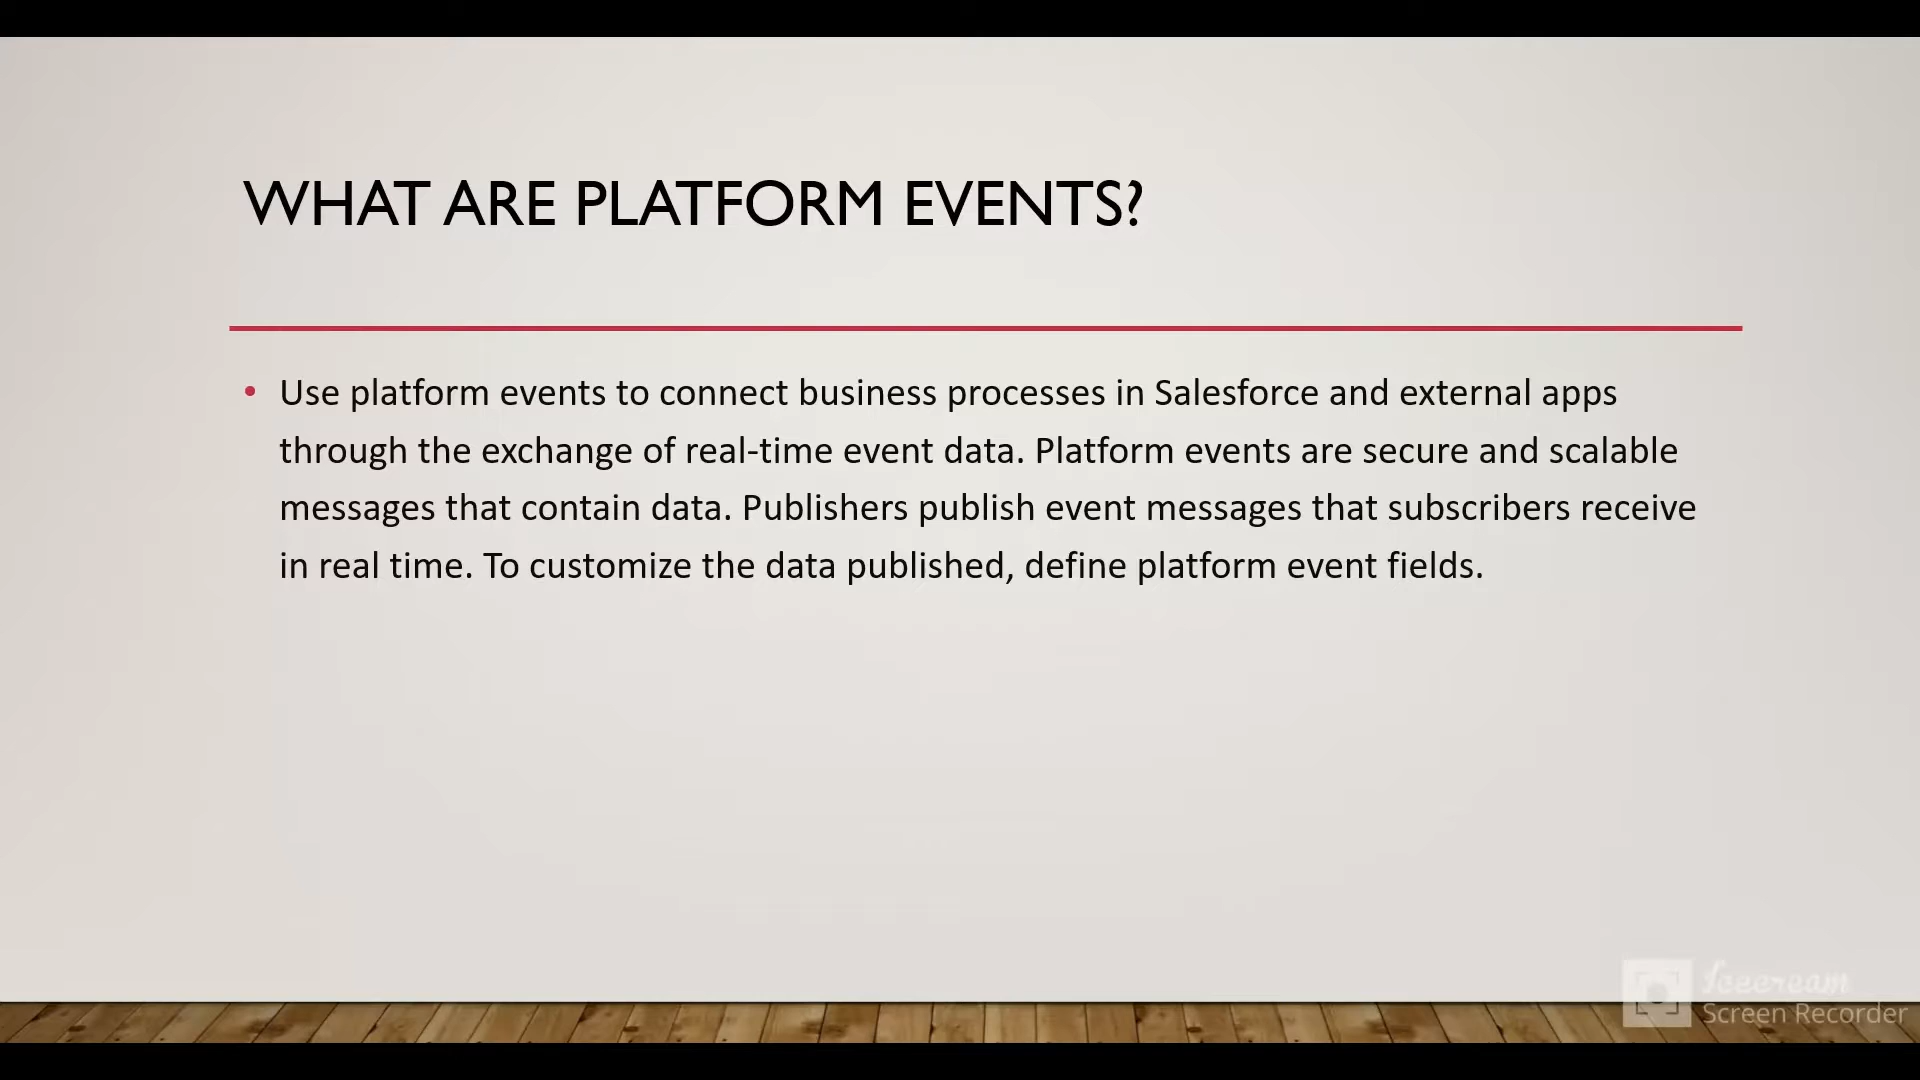 WHAT ARE PLATFORM EVENTS?
• Use platform events to connect business processes in Salesforce and external apps
through the exchange of real-time event data. Platform events are secure and scalable
messages that contain data. Publishers publish event messages that subscribers receive
in real time. To customize the data published, define platform event fields.
Icecream
Screen Recorder